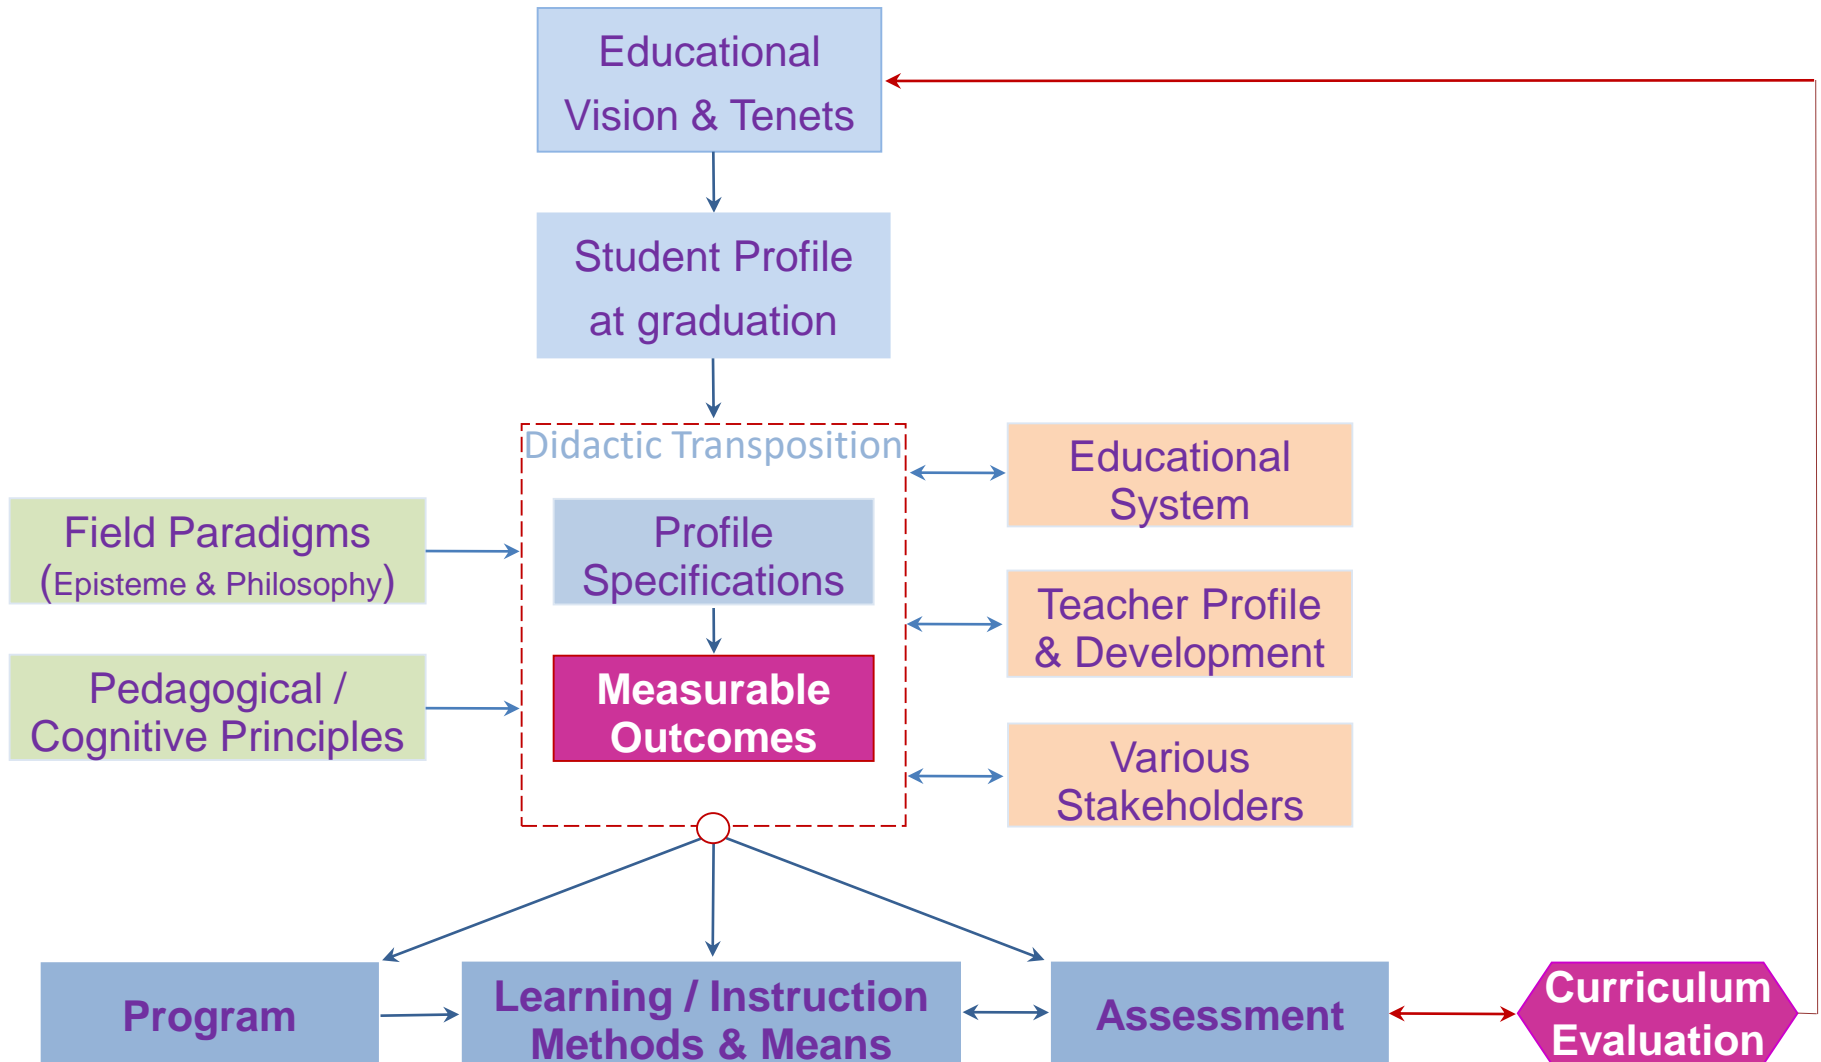 Educational
Vision & Tenets
Student Profile
at graduation
Didactic Transposition
Educational
System
Field Paradigms
(Episteme & Philosophy)
Profile
Specifications
Teacher Profile
& Development
Pedagogical /
Cognitive Principles
Measurable
Outcomes
Various
Stakeholders
Program
Learning / Instruction
Methods & Means
Assessment
Curriculum
Evaluation